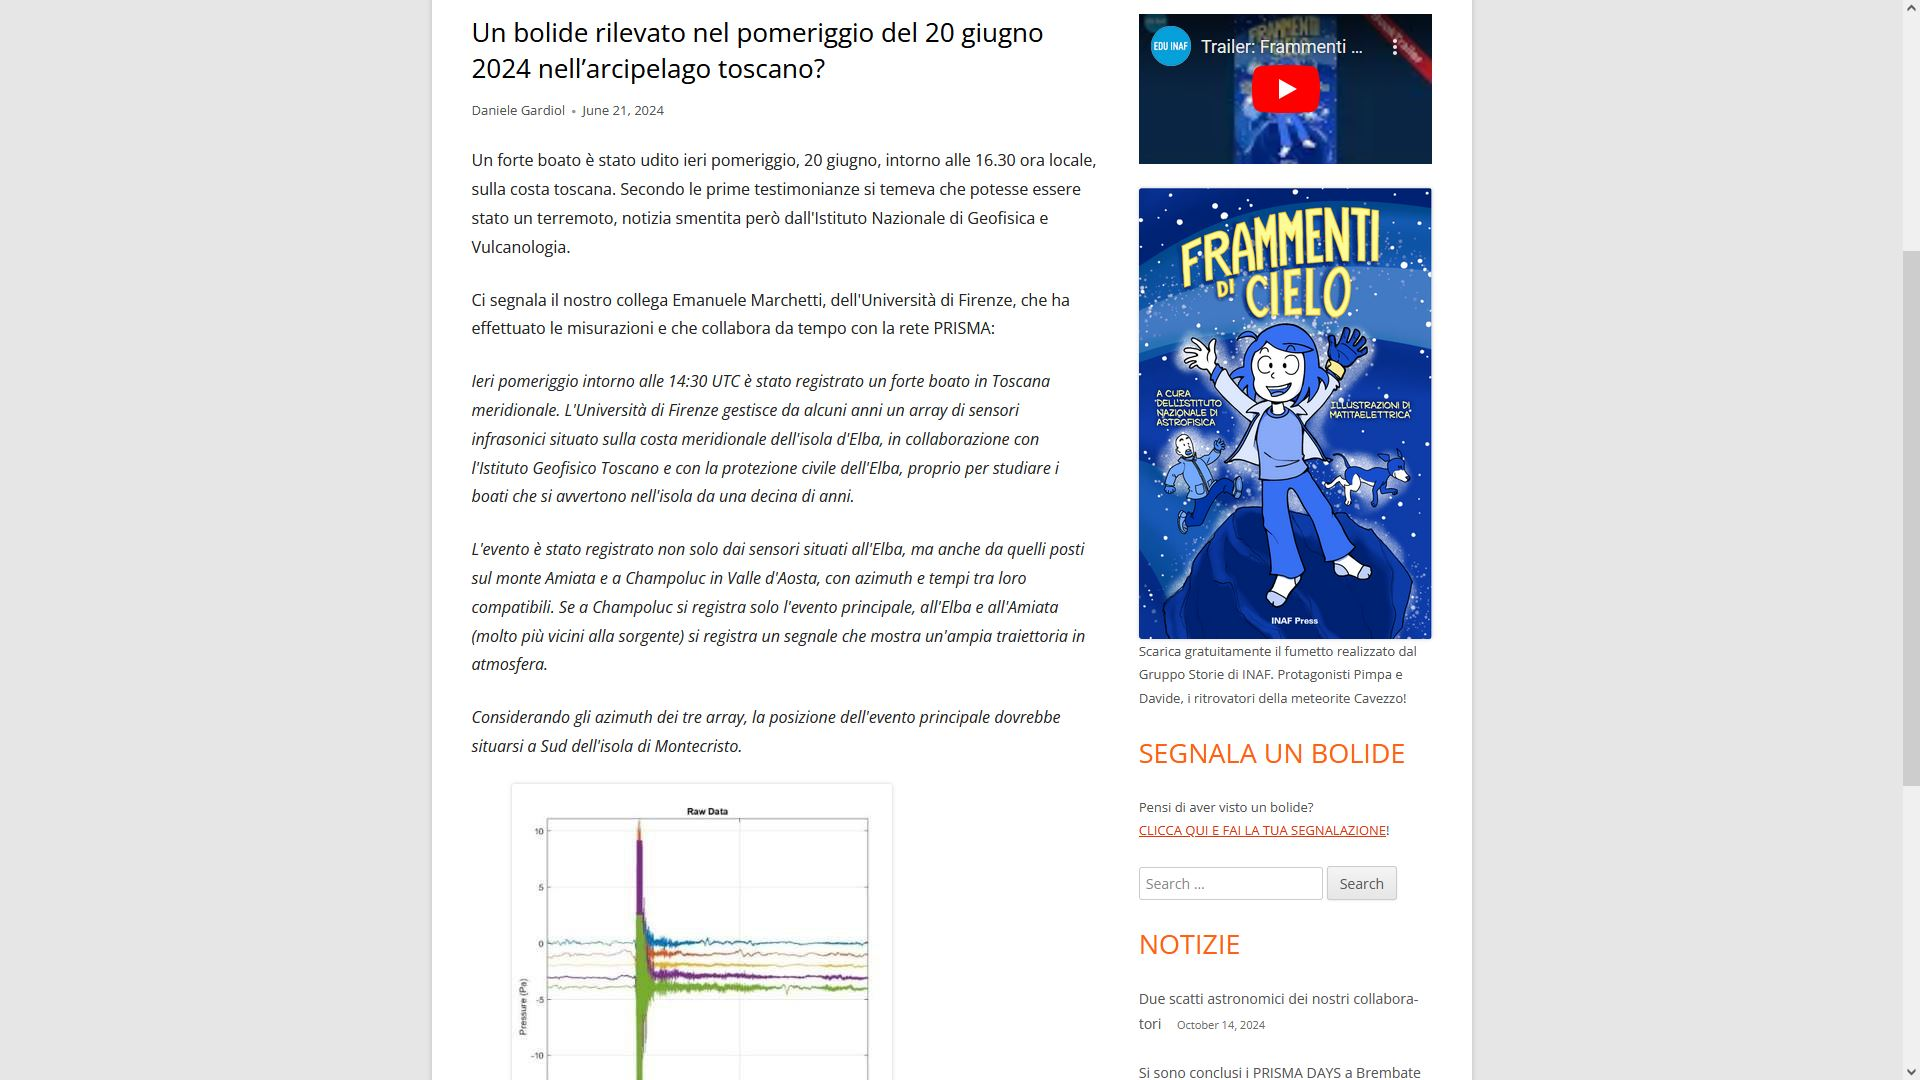 Un bolide rilevato nel pomeriggio del 20 giugno
2024 nell’arcipelago toscano?
Daniele Gardiol • June 21, 2024
Un forte boato è stato udito ieri pomeriggio, 20 giugno, intorno alle 16.30 ora locale,
sulla costa toscana. Secondo le prime testimonianze si temeva che potesse essere
stato un terremoto, notizia smentita però dall'Istituto Nazionale di Geofisica e
Vulcanologia.
Ci segnala il nostro collega Emanuele Marchetti, dell'Università di Firenze, che ha
effettuato le misurazioni e che collabora da tempo con la rete PRISMA:
Ieri pomeriggio intorno alle 14:30 UTC è stato registrato un forte boato in Toscana
meridionale. L'Università di Firenze gestisce da alcuni anni un array di sensori
infrasonici situato sulla costa meridionale dell'isola d'Elba, in collaborazione con
l'Istituto Geofisico Toscano e con la protezione civile dell'Elba, proprio per studiare i
boati che si avvertono nell'isola da una decina di anni.
L'evento è stato registrato non solo dai sensori situati all'Elba, ma anche da quelli posti
sul monte Amiata e a Champoluc in Valle d'Aosta, con azimuth e tempi tra loro
compatibili. Se a Champoluc si registra solo l'evento principale, all'Elba e all'Amiata
(molto più vicini alla sorgente) si registra un segnale che mostra un'ampia traiettoria in
atmosfera.
Considerando gli azimuth dei tre array, la posizione dell'evento principale dovrebbe
situarsi a Sud dell'isola di Montecristo.
Raw Data
10
5
0
-5
-10
Pressure (Pa)
EDU INAF
Trailer: Frammenti ...
FRAMMENTI
Trailer
FRAMMENTI
DI CIELO
A CURA
DELL'ISTITUTO
NAZIONALE DI
ASTROFISICA
ILLUSTRAZIONI DI
MATITAELETTRICA
INAF Press
Scarica gratuitamente il fumetto realizzato dal
Gruppo Storie di INAF. Protagonisti Pimpa e
Davide, i ritrovatori della meteorite Cavezzo!
SEGNALA UN BOLIDE
Pensi di aver visto un bolide?
CLICCA QUI E FAI LA TUA SEGNALAZIONE!
Search ...
Search
NOTIZIE
Due scatti astronomici dei nostri collabora-
tori October 14, 2024
Si sono conclusi i PRISMA DAYS a Brembate